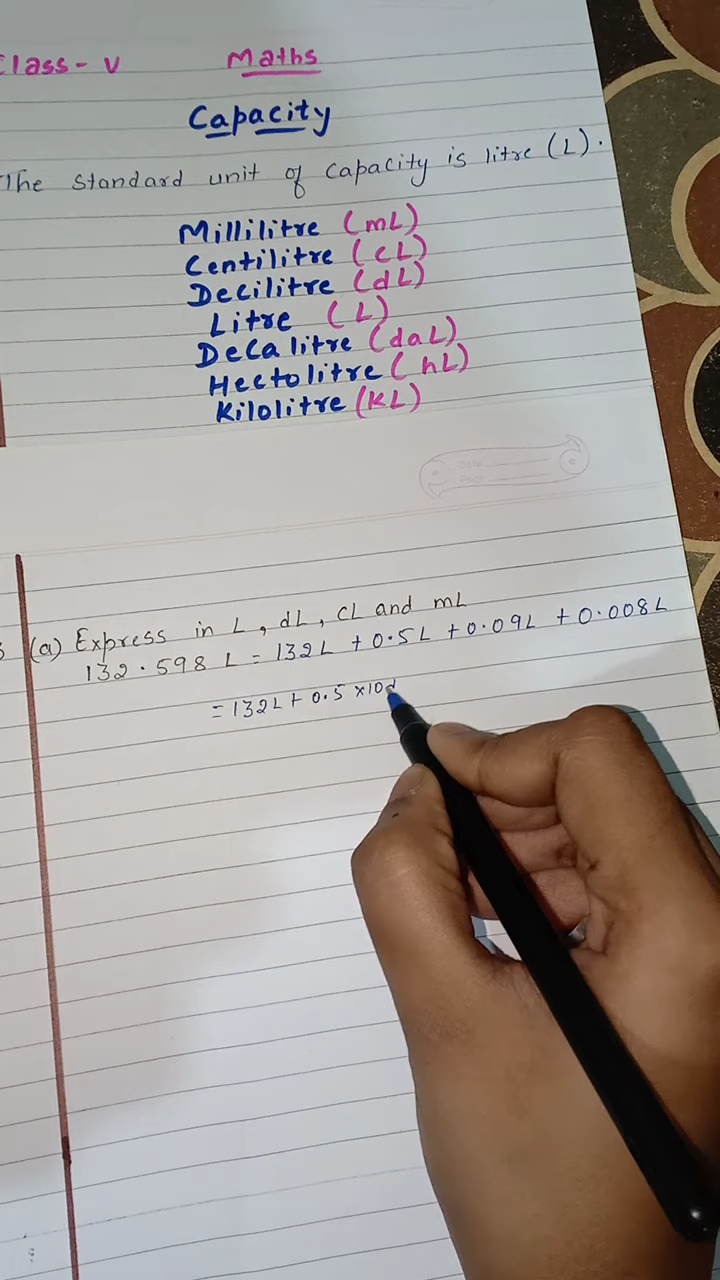 Class - V Maths
Capacity
The standard unit of capacity is litre (L).
Millilitre (mL)
Centilitre (cL)
Decilitre (dL)
Litre (L)
Decalitre (daL)
Hectolitre (hL)
Kilolitre (KL)
Date
Page
(a) Express in L, dL, CL and mL
132.598 L = 132L + 0.5L + 0.09L + 0.008L
= 132L + 0.5 ×10d